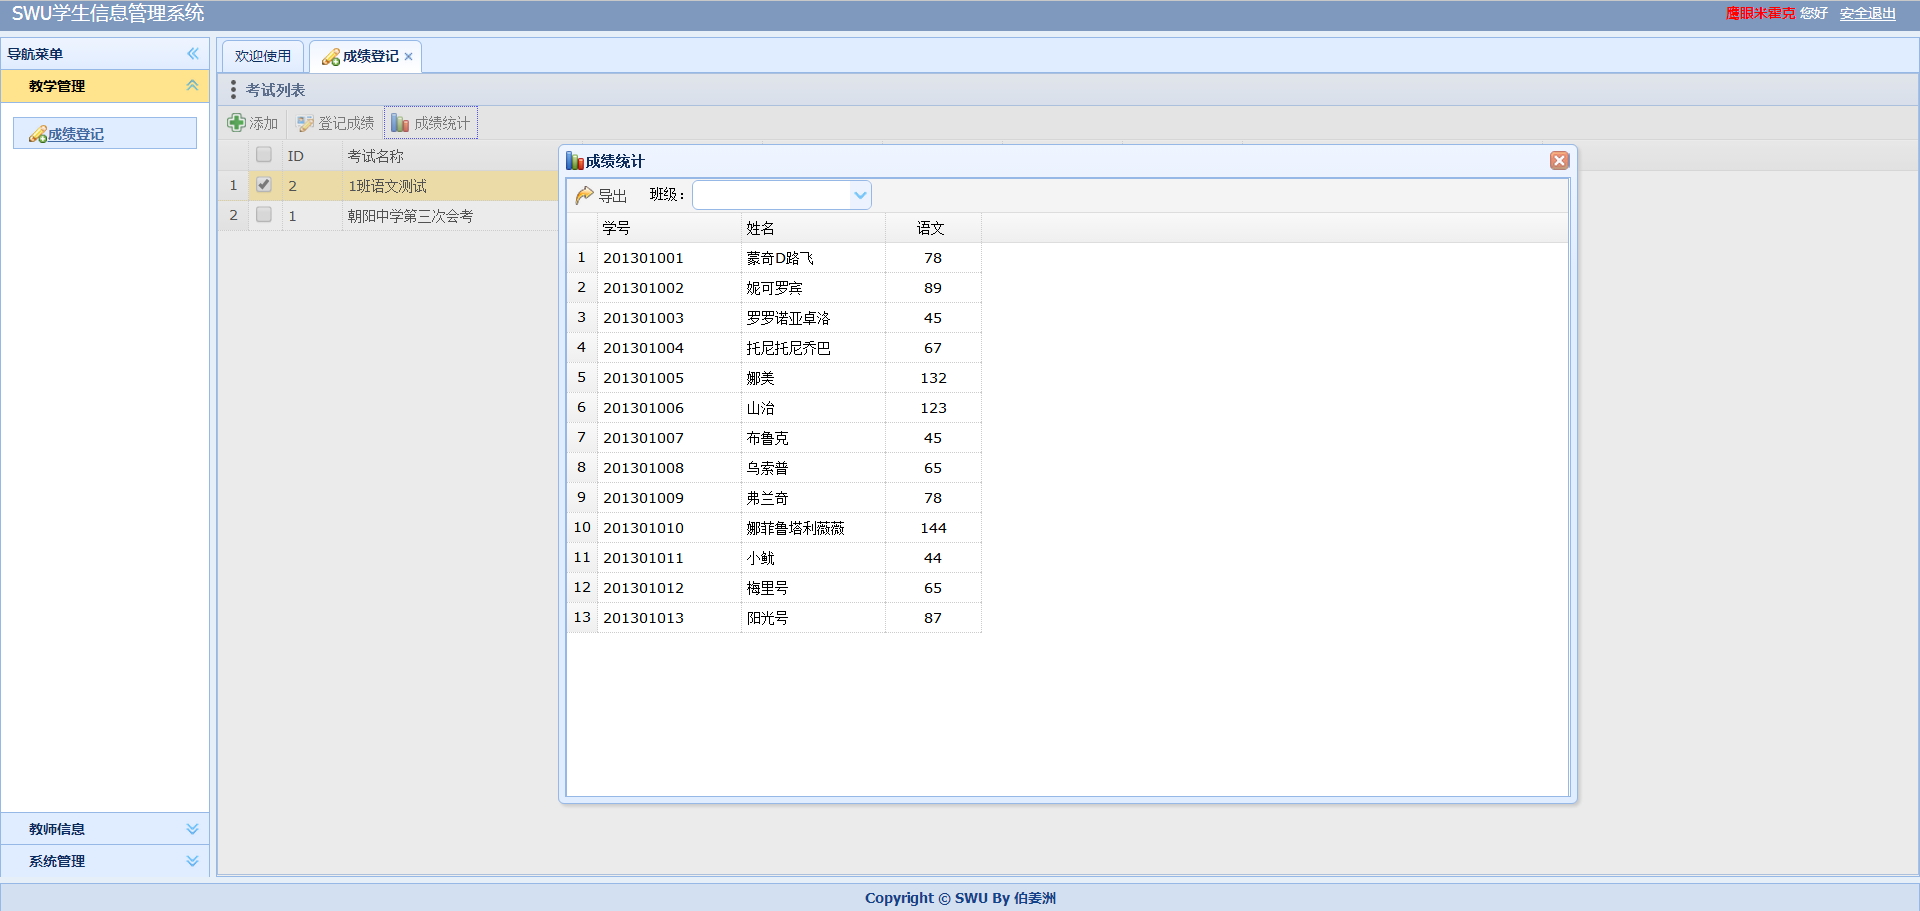 SWU学生信息管理系统
鹰眼米霍克 您好 安全退出
导航菜单
教学管理
成绩登记
教师信息
系统管理
欢迎使用 成绩登记
考试列表
添加 登记成绩 成绩统计
ID 考试名称
1 2 1班语文测试
2 1 朝阳中学第三次会考
成绩统计
导出 班级：
学号 姓名 语文
1 201301001 蒙奇D路飞 78
2 201301002 妮可罗宾 89
3 201301003 罗罗诺亚卓洛 45
4 201301004 托尼托尼乔巴 67
5 201301005 娜美 132
6 201301006 山治 123
7 201301007 布鲁克 45
8 201301008 乌索普 65
9 201301009 弗兰奇 78
10 201301010 娜菲鲁塔利薇薇 144
11 201301011 小鱿 44
12 201301012 梅里号 65
13 201301013 阳光号 87
Copyright © SWU By 伯姜洲